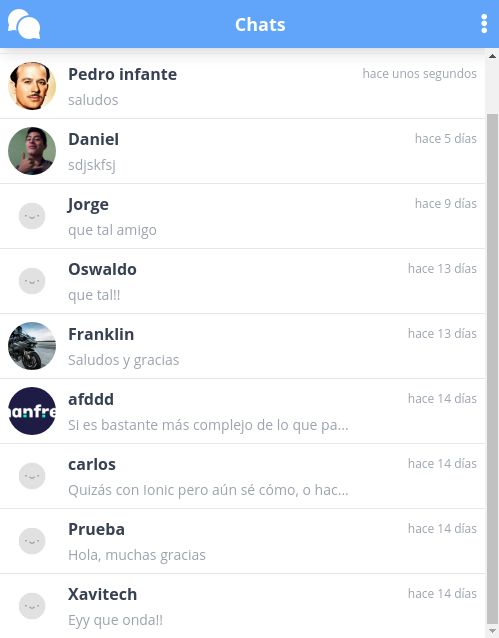 Chats
Pedro infante hace unos segundos
saludos
Daniel hace 5 días
sdjskfsj
Jorge hace 9 días
que tal amigo
Oswaldo hace 13 días
que tal!!
Franklin hace 13 días
Saludos y gracias
afddd hace 14 días
anfre
Si es bastante más complejo de lo que pa...
carlos hace 14 días
Quizás con Ionic pero aún sé cómo, o hac...
Prueba hace 14 días
Hola, muchas gracias
Xavitech hace 14 días
Eyy que onda!!